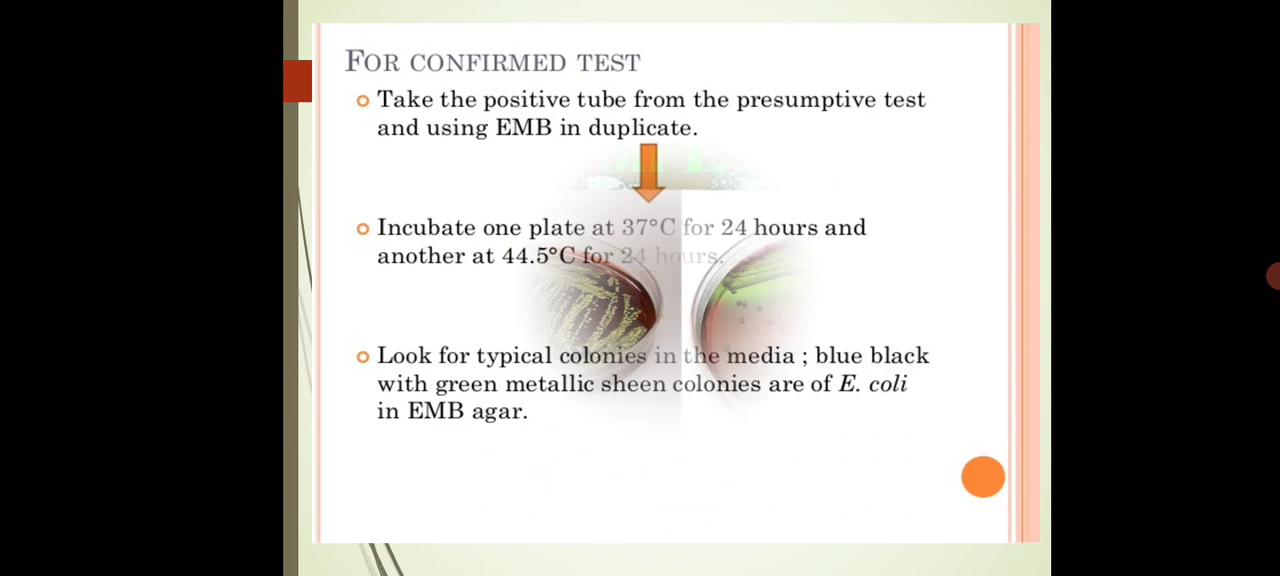 FOR CONFIRMED TEST
Take the positive tube from the presumptive test
and using EMB in duplicate.
Incubate one plate at 37°C for 24 hours and
another at 44.5°C for 24 hours.
Look for typical colonies in the media ; blue black
with green metallic sheen colonies are of E. coli
in EMB agar.